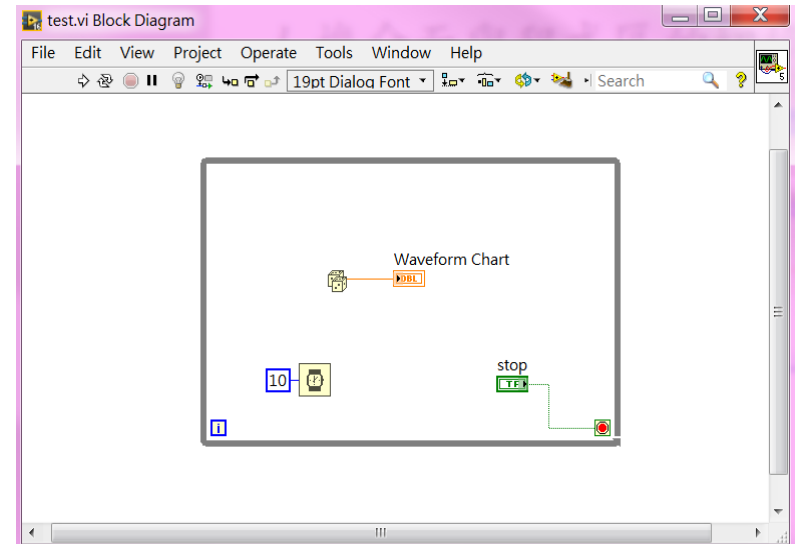 test.vi Block Diagram
File Edit View Project Operate Tools Window Help
19pt Dialog Font Search
5
Waveform Chart
DBL
10
stop
TF
i